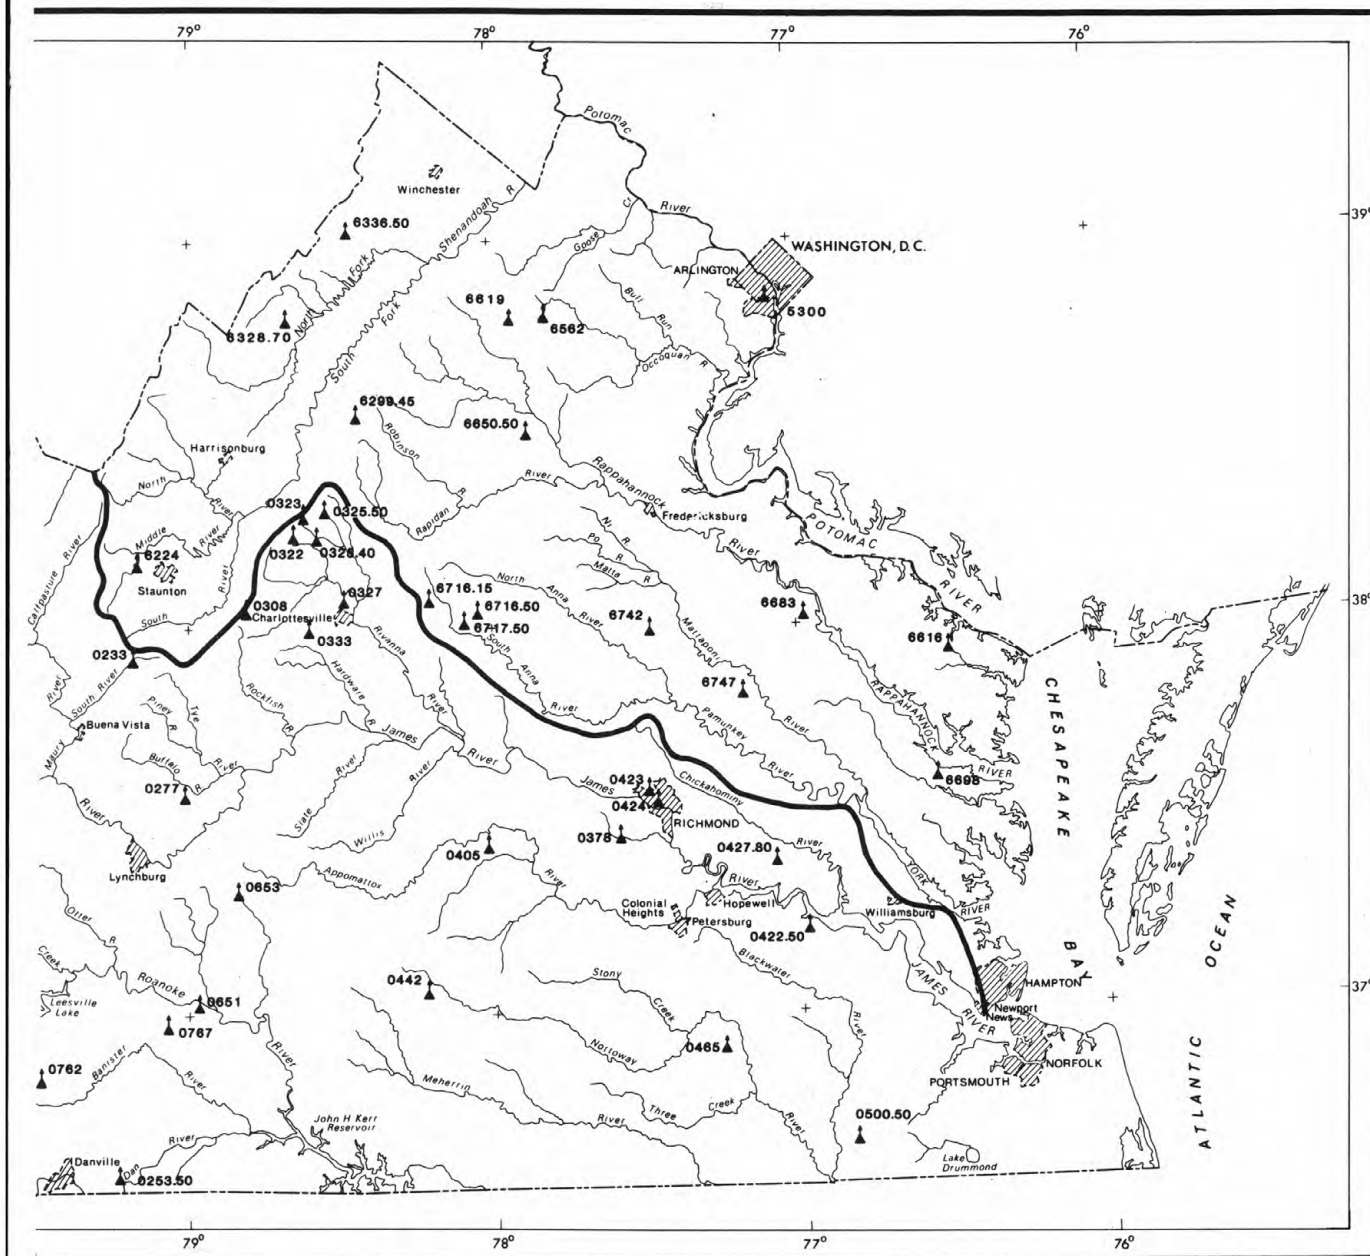 79°
78°
77°
76°
Potomac
Winchester
River
39°
6336.50
Shenandoah R
Goose Cr
WASHINGTON, D.C.
ARLINGTON
North Fork
6619
6562
Bull Run
5300
6328.70
South Fork
Occoquan R
6299.45
6650.50
Robinson R
Harrisonburg
Rappahannock
North River
River
Rapidan
0323
0325.50
Fredericksburg
POTOMAC
Ni R
Po R
Matta R
River
Middle River
6224
0322
0326.40
Calfpasture River
Staunton
River
RIVER
North Anna River
38°
0327
6716.15
6716.50
6717.50
0308
Charlottesville
South
6742
6683
6616
0333
Rivanna
Mattaponi
0233
Hardware R
South Anna
6747
CHESAPEAKE
South River
River
Piney R
Tye
Rockfish R
River
River
Pamunkey
RAPPAHANNOCK
Buena Vista
James
River
River
Maury
Buffalo R
River
River
River
River
RIVER
0277
Slate
James
0423
Chickahominy
6698
0424
RICHMOND
River
Willis
0378
0427.80
River
Lynchburg
0405
YORK
Appomattox
River
River
0653
Colonial
Heights
Hopewell
Williamsburg
RIVER
Otter R
Petersburg
0422.50
BAY
OCEAN
Blackwater
Creek
Roanoke
0442
Stony Creek
JAMES
HAMPTON
Leesville
Lake
0651
RIVER
Newport
News
37°
0767
River
River
0465
Nottoway
NORFOLK
0762
Banister
River
Meherrin
PORTSMOUTH
ATLANTIC
Three Creek
River
River
0500.50
John H Kerr
Reservoir
River
Danville
Lake
Drummond
Dan
0253.50
79°
78°
77°
76°